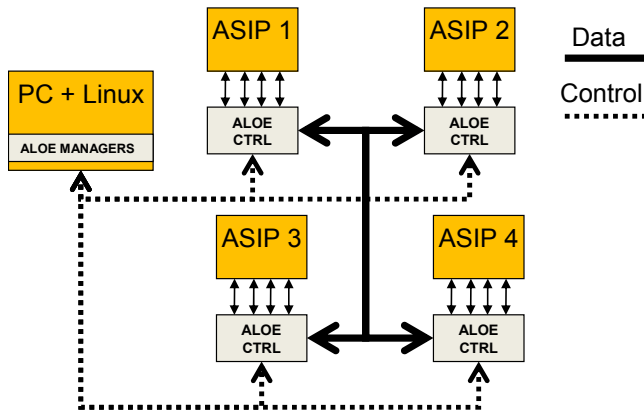 ASIP 1
ASIP 2
Data
PC + Linux
Control
ALOE
CTRL
ALOE
CTRL
ALOE MANAGERS
ASIP 3
ASIP 4
ALOE
CTRL
ALOE
CTRL